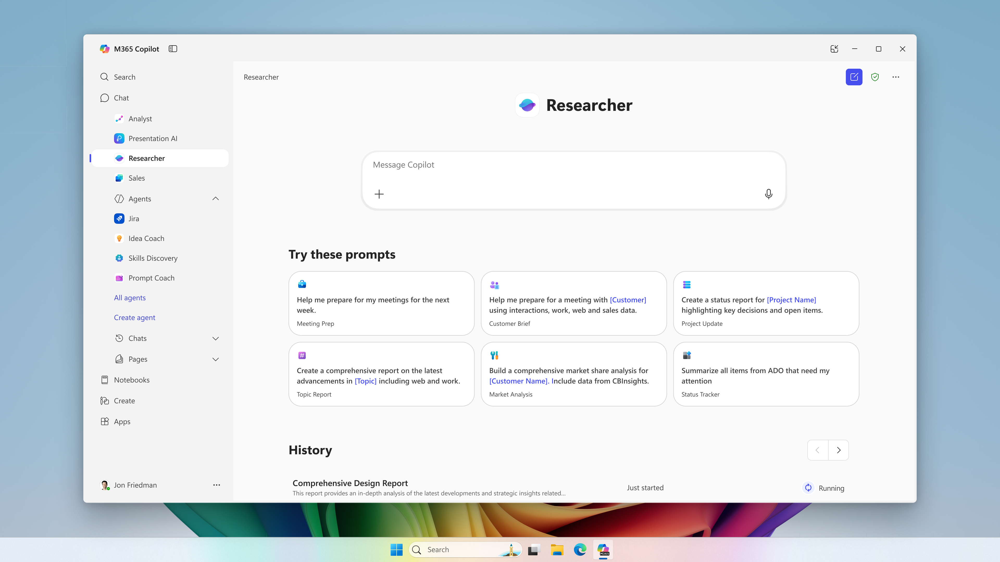 M365 Copilot
Search
Chat
Analyst
Presentation AI
Researcher
Sales
Agents
Jira
Idea Coach
Skills Discovery
Prompt Coach
All agents
Create agent
Chats
Pages
Notebooks
Create
Apps
Jon Friedman
Researcher
Researcher
Message Copilot
Try these prompts
Help me prepare for my meetings for the next
week.
Meeting Prep
Help me prepare for a meeting with [Customer]
using interactions, work, web and sales data.
Customer Brief
Create a status report for [Project Name]
highlighting key decisions and open items.
Project Update
#
Create a comprehensive report on the latest
advancements in [Topic] including web and work.
Topic Report
Build a comprehensive market share analysis for
[Customer Name]. Include data from CBInsights.
Market Analysis
Summarize all items from ADO that need my
attention
Status Tracker
History
Comprehensive Design Report
This report provides an in-depth analysis of the latest developments and strategic insights related...
Just started
Running
Search
M365